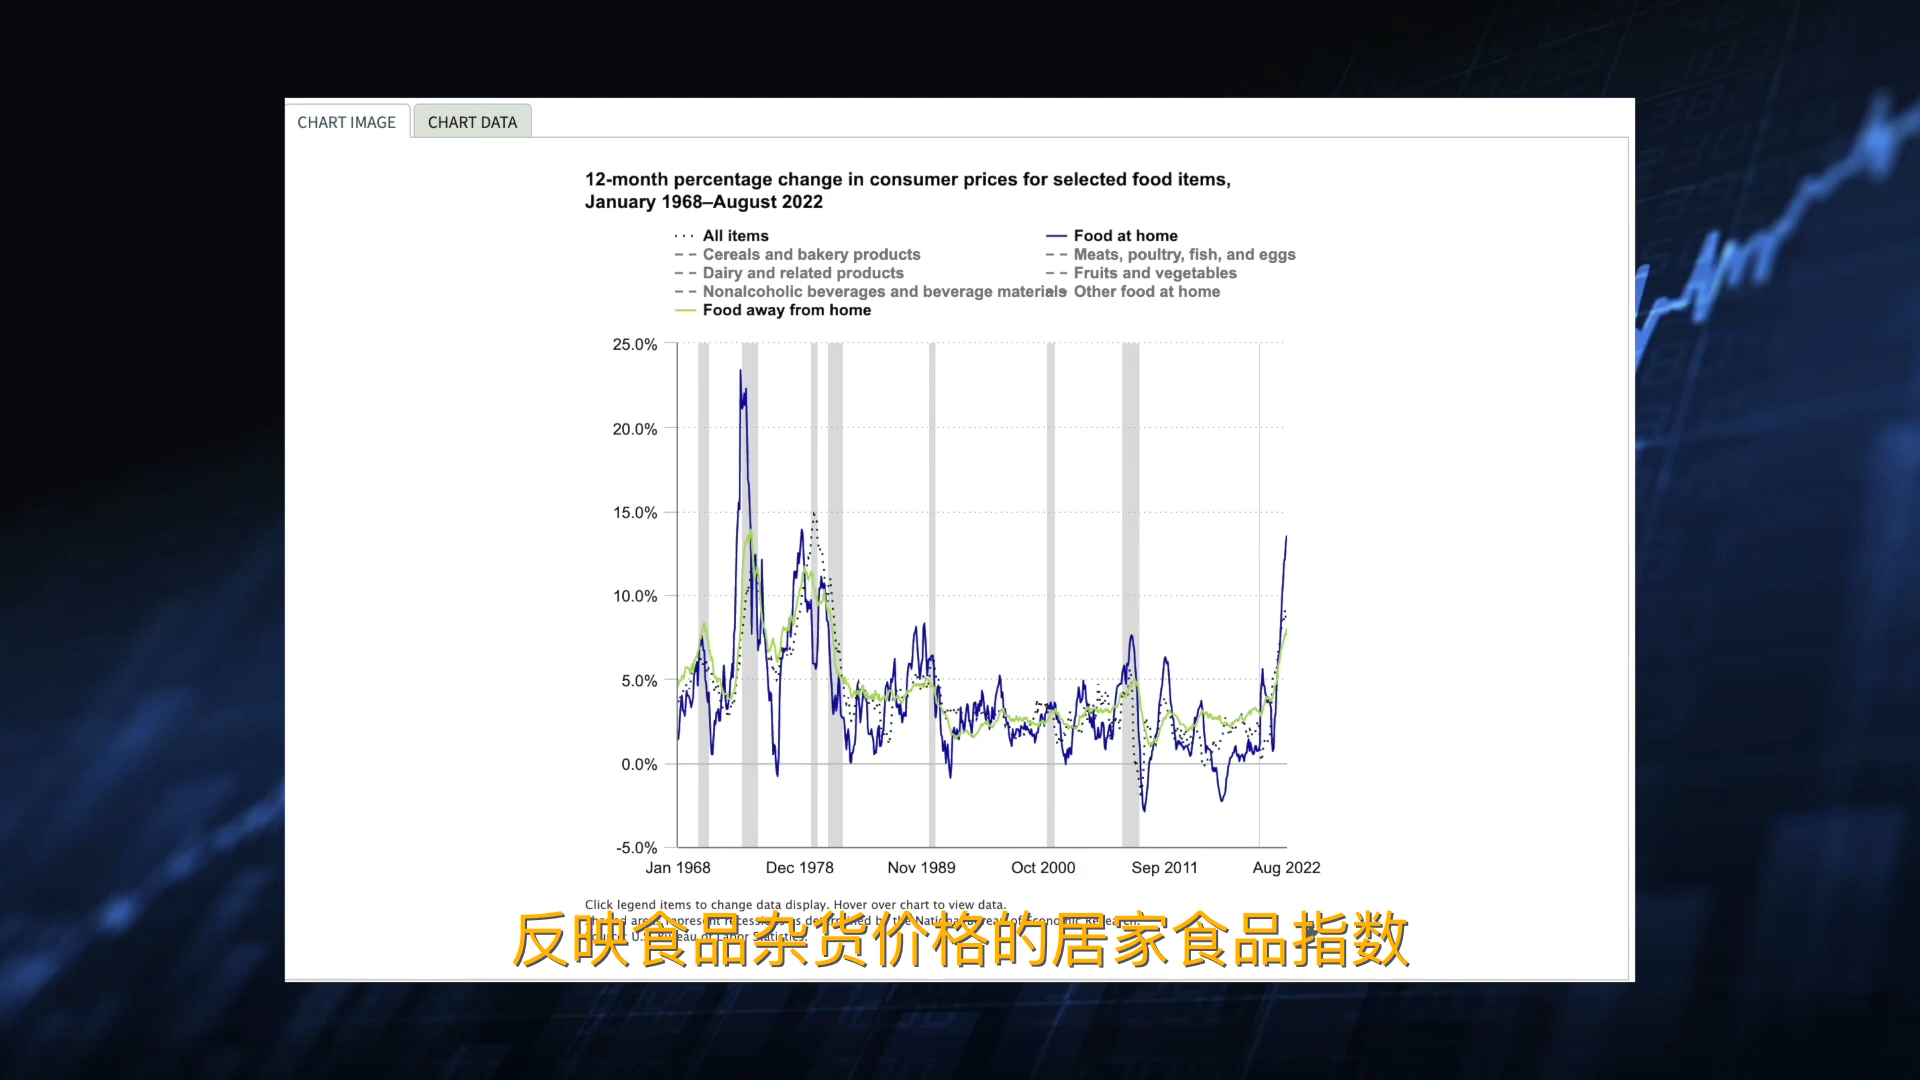 CHART IMAGE
CHART DATA
12-month percentage change in consumer prices for selected food items,
January 1968–August 2022
All items
Food at home
Cereals and bakery products
Meats, poultry, fish, and eggs
Dairy and related products
Fruits and vegetables
Nonalcoholic beverages and beverage materials
Other food at home
Food away from home
25.0%
20.0%
15.0%
10.0%
5.0%
0.0%
-5.0%
Jan 1968
Dec 1978
Nov 1989
Oct 2000
Sep 2011
Aug 2022
Click legend items to change data display. Hover over chart to view data.
反映食品杂货价格的居家食品指数